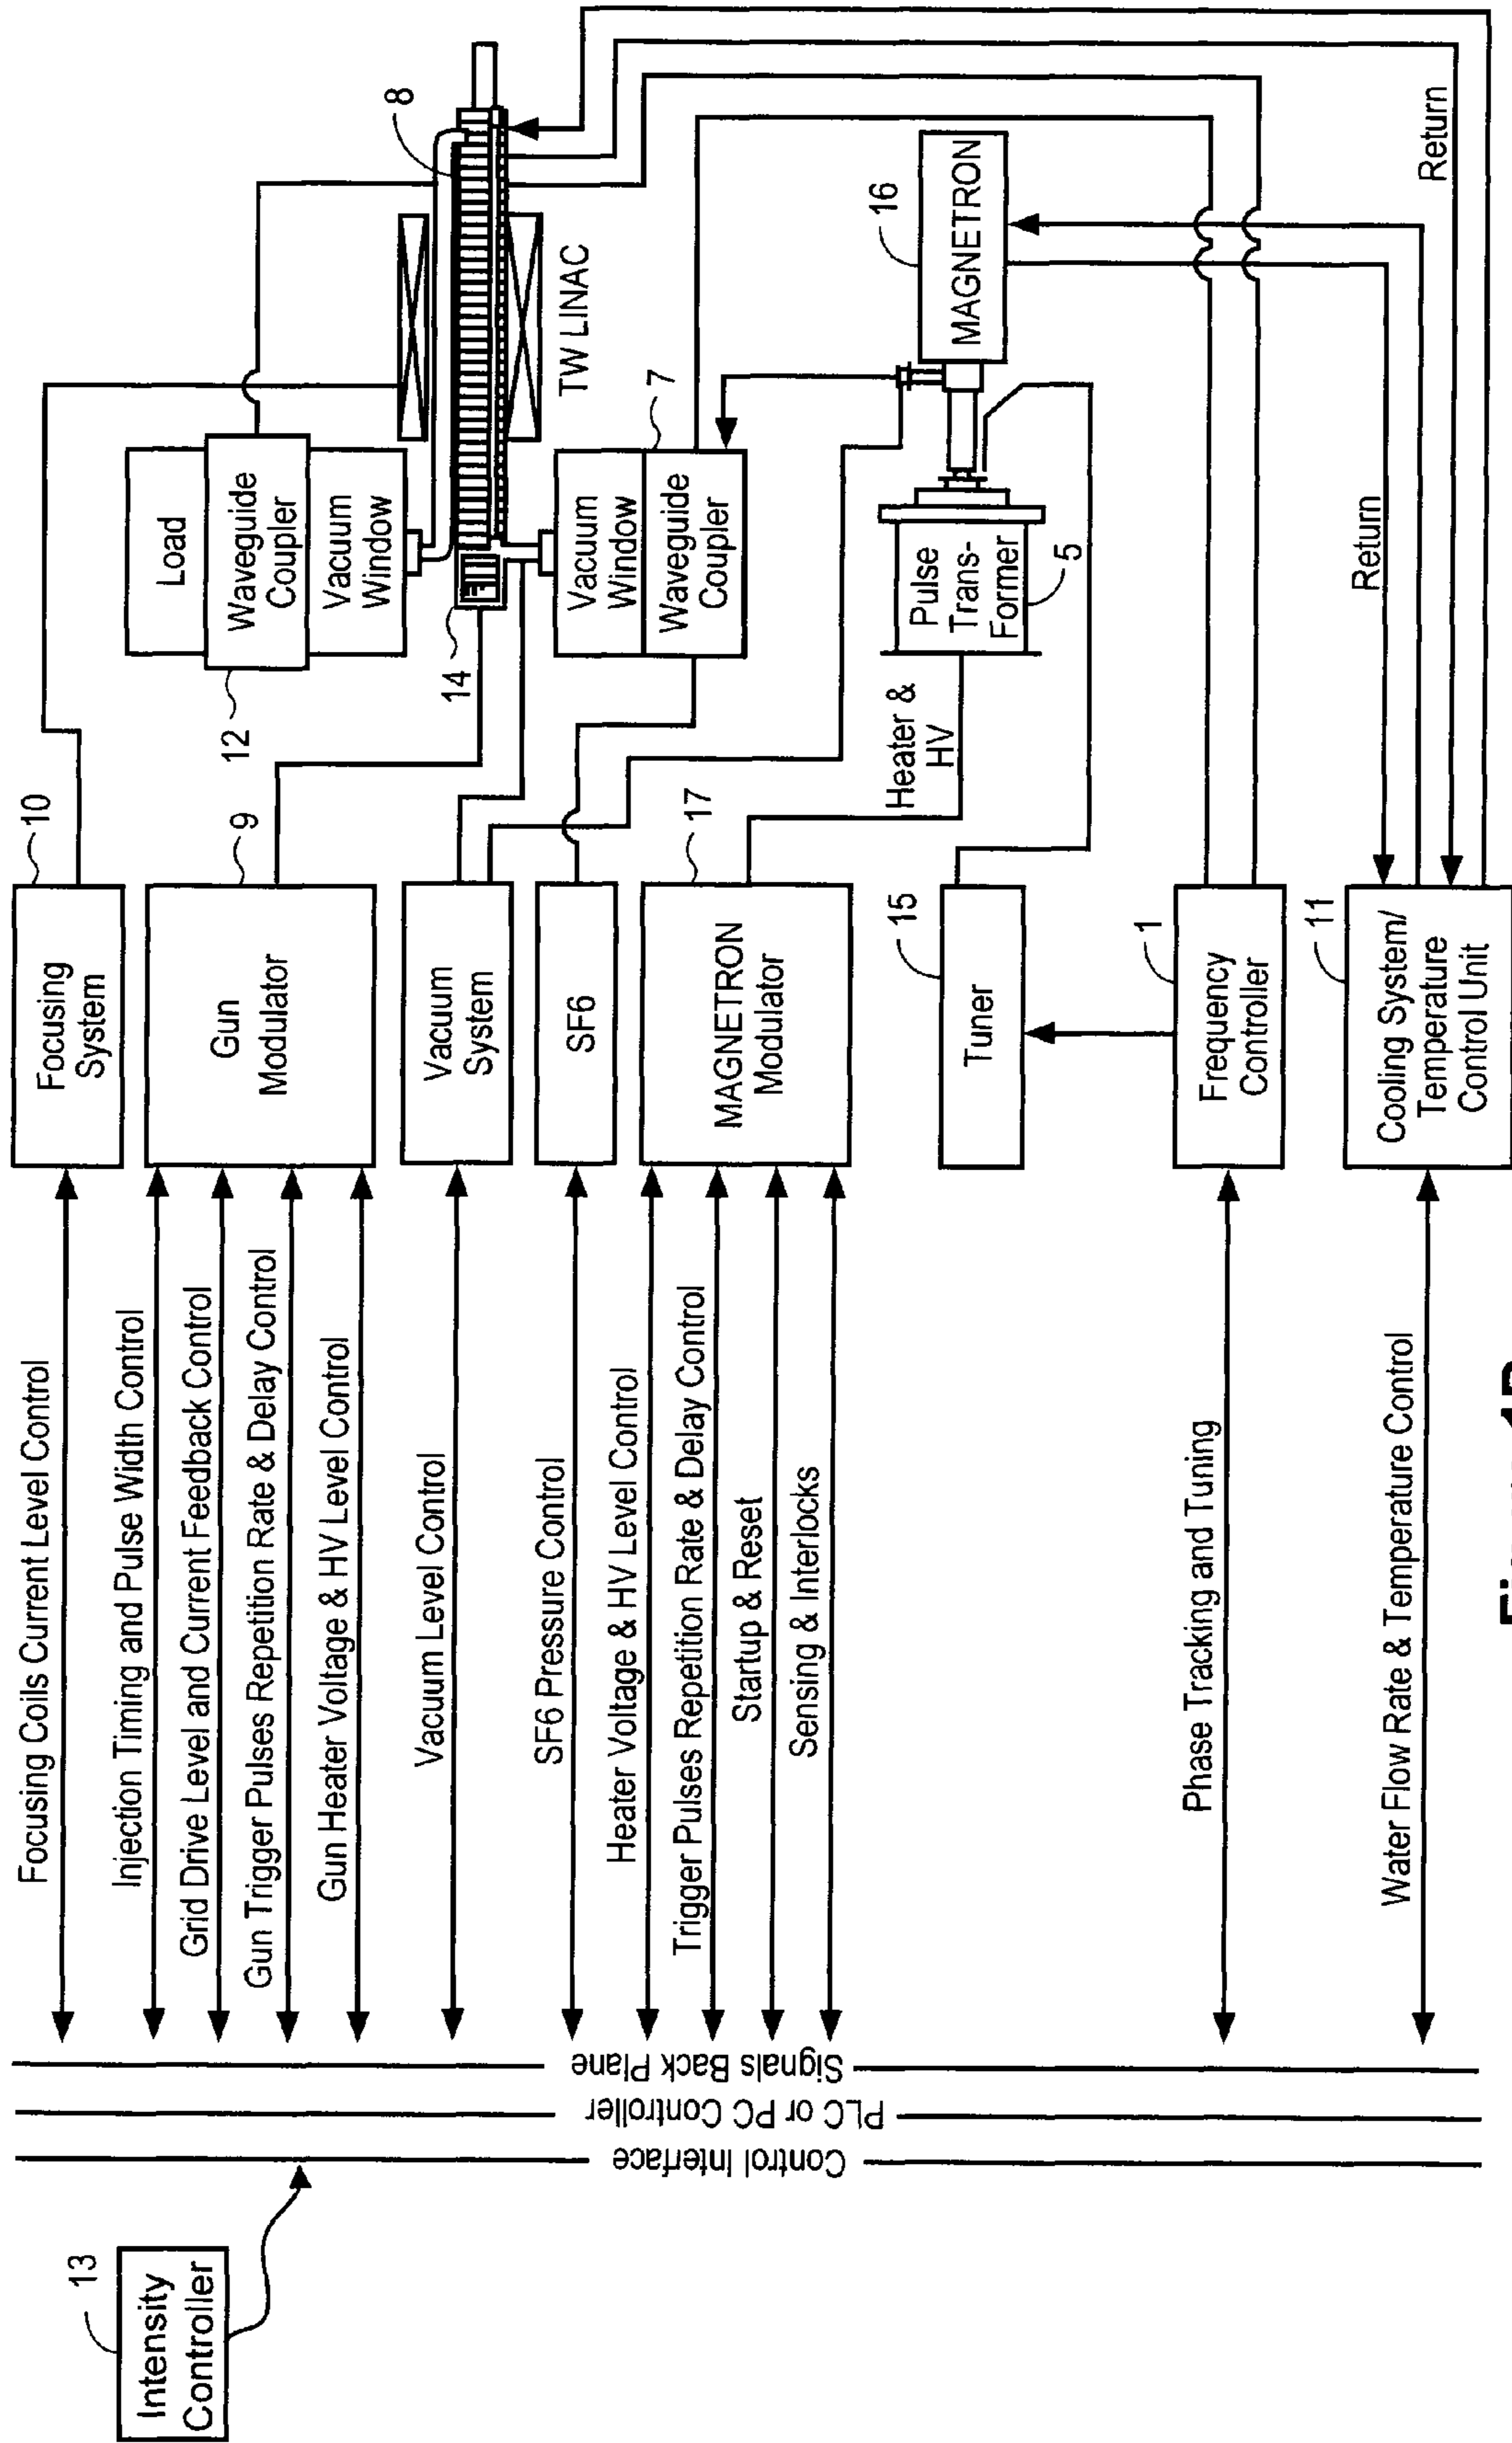 13
Intensity
Controller
Control Interface
PLC or PC Controller
Signals Back Plane
Focusing Coils Current Level Control
Injection Timing and Pulse Width Control
Grid Drive Level and Current Feedback Control
Gun Trigger Pulses Repetition Rate & Delay Control
Gun Heater Voltage & HV Level Control
Vacuum Level Control
SF6 Pressure Control
Heater Voltage & HV Level Control
Trigger Pulses Repetition Rate & Delay Control
Startup & Reset
Sensing & Interlocks
Phase Tracking and Tuning
Water Flow Rate & Temperature Control
10
Focusing
System
9
Gun
Modulator
Vacuum
System
SF6
17
MAGNETRON
Modulator
15
Tuner
1
Frequency
Controller
11
Cooling System/
Temperature
Control Unit
12
Load
Waveguide
Coupler
Vacuum
Window
14
8
TW LINAC
7
Vacuum
Window
Waveguide
Coupler
Heater &
HV
Pulse
Trans-
Former
5
16
MAGNETRON
Return
Return